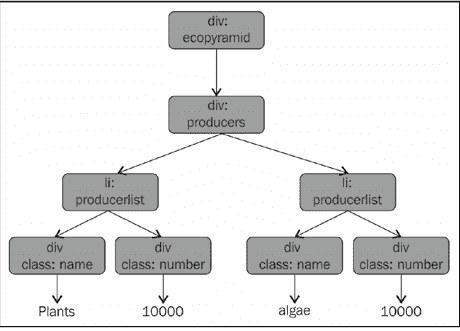 div:
ecopyramid
div:
producers
li:
producerlist
li:
producerlist
div
class: name
div
class: number
div
class: name
div
class: number
Plants
10000
algae
10000